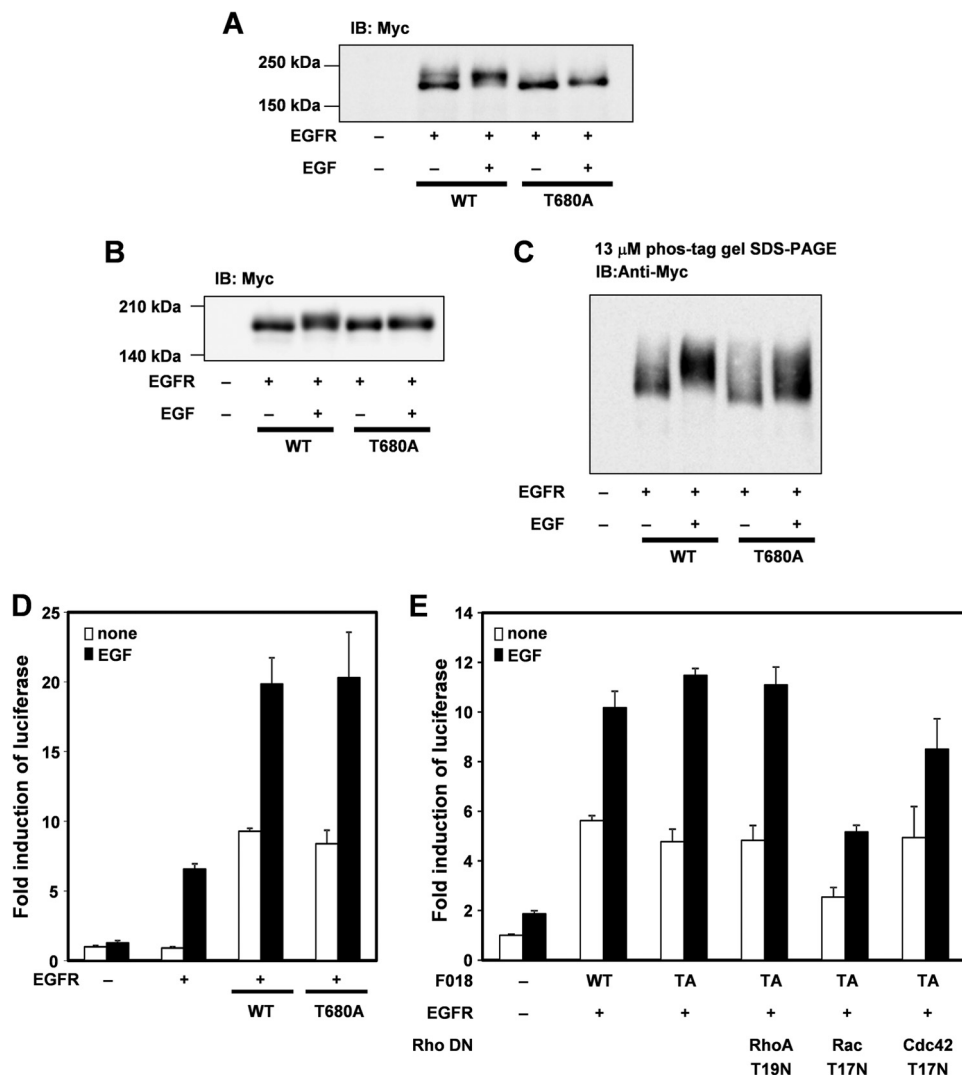 A
IB: Myc
250 kDa
150 kDa
EGFR – + + + +
EGF – – + – +
WT T680A
B
IB: Myc
210 kDa
140 kDa
EGFR – + + + +
EGF – – + – +
WT T680A
C
13 μM phos-tag gel SDS-PAGE
IB:Anti-Myc
EGFR – + + + +
EGF – – + – +
WT T680A
D
Fold induction of luciferase
25
20
15
10
5
0
none
EGF
EGFR – + + +
WT T680A
E
Fold induction of luciferase
14
12
10
8
6
4
2
0
none
EGF
F018 – WT TA TA TA TA
EGFR – + + + + +
Rho DN RhoA Rac Cdc42
T19N T17N T17N